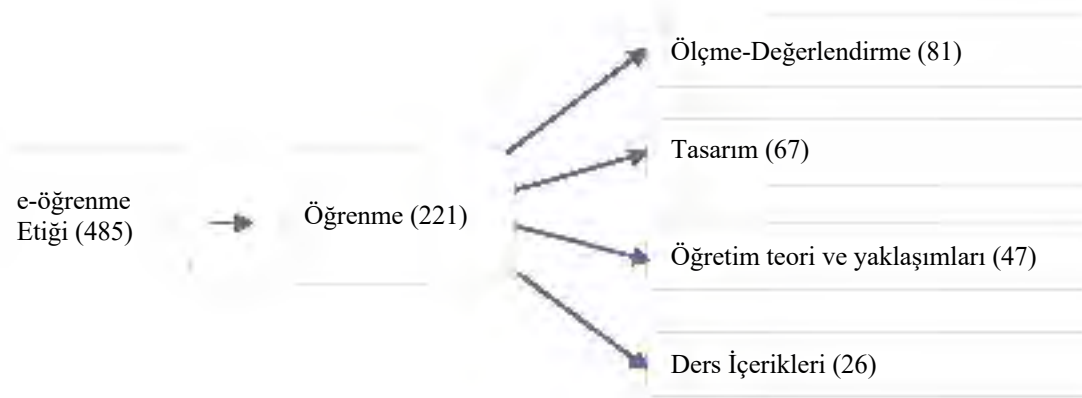 Ölçme-Değerlendirme (81)
Tasarım (67)
e-öğrenme
Etiği (485)
Öğrenme (221)
Öğretim teori ve yaklaşımları (47)
Ders İçerikleri (26)